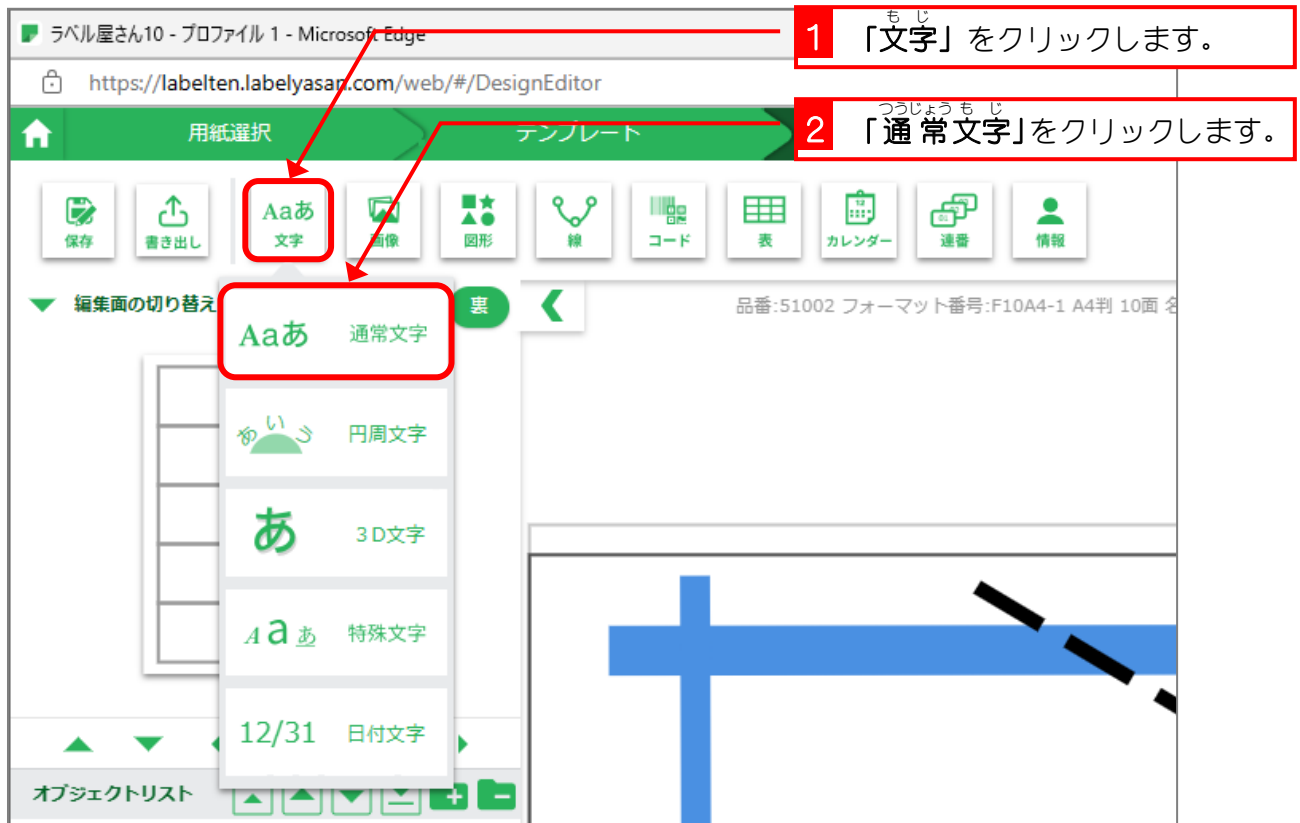 ラベル屋さん10 - プロファイル 1 - Microsoft Edge
https://labelten.labelyasan.com/web/#/DesignEditor
もじ
1 「文字」をクリックします。
つうじょうもじ
2 「通常文字」をクリックします。
用紙選択 テンプレート
Aaあ
保存 書き出し 文字 画像 図形 線 コード 表 カレンダー 連番 情報
編集面の切り替え 裏
品番:51002 フォーマット番号:F10A4-1 A4判 10面
Aaあ 通常文字
あいう 円周文字
あ 3D文字
Aaあ 特殊文字
12/31 日付文字
オブジェクトリスト